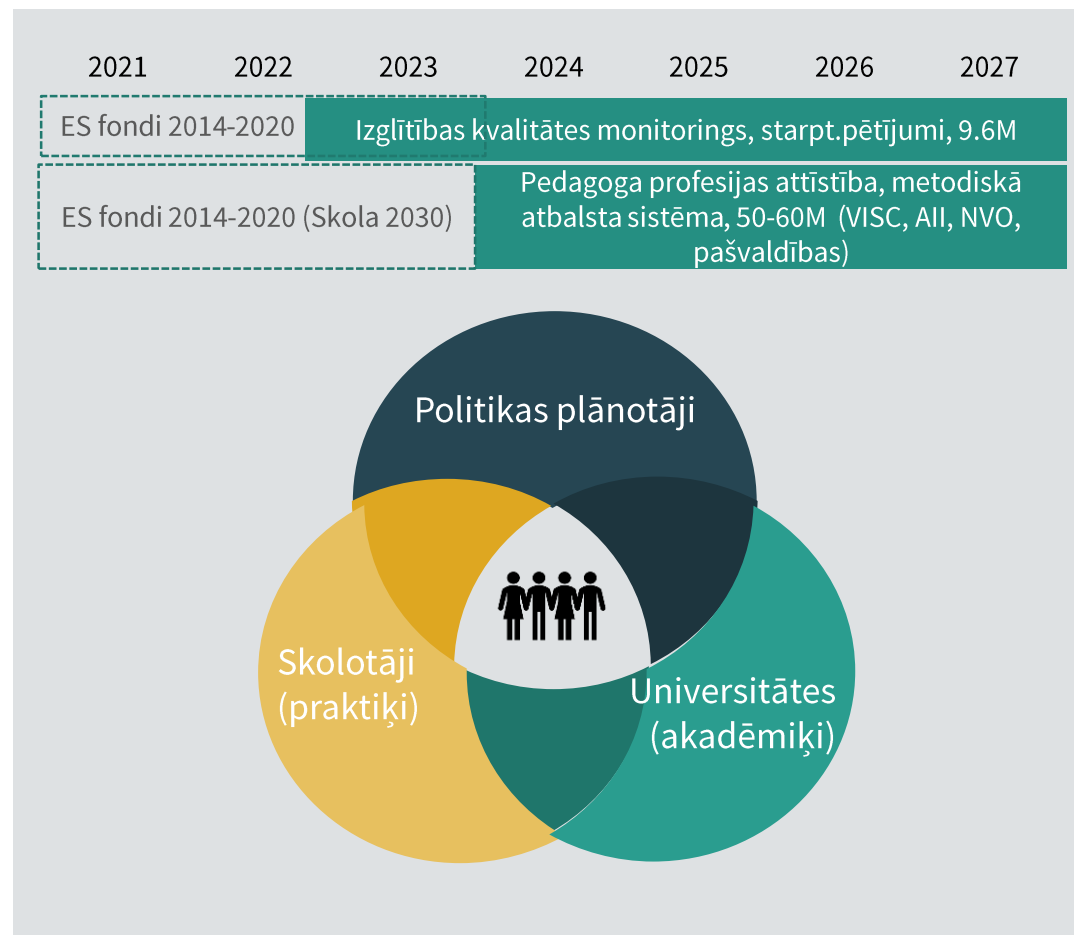 2021 2022 2023 2024 2025 2026 2027
ES fondi 2014-2020
Izglītības kvalitātes monitorings, starpt.pētījumi, 9.6M
ES fondi 2014-2020 (Skola 2030)
Pedagoga profesijas attīstība, metodiskā
atbalsta sistēma, 50-60M (VISC, AII, NVO,
pašvaldības)
Politikas plānotāji
Skolotāji
(praktiķi)
Universitātes
(akadēmiķi)